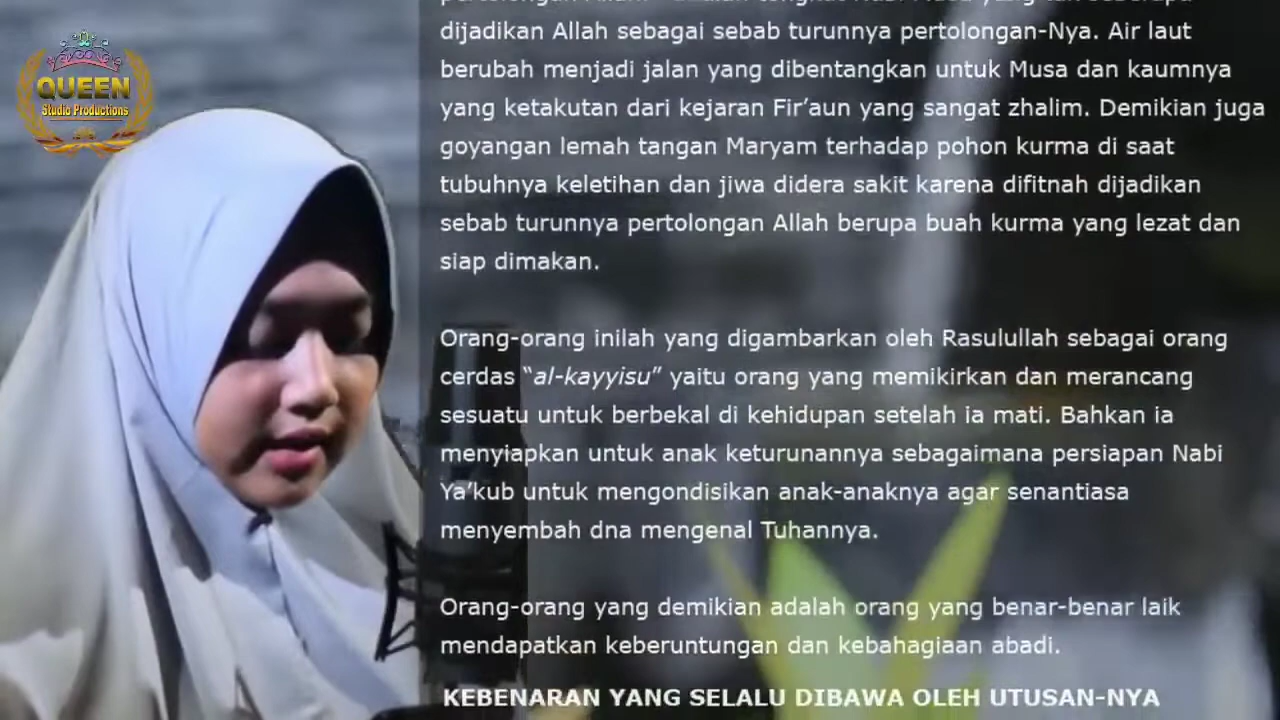 QUEEN
Studio Productions
dijadikan Allah sebagai sebab turunnya pertolongan-Nya. Air laut
berubah menjadi jalan yang dibentangkan untuk Musa dan kaumnya
yang ketakutan dari kejaran Fir’aun yang sangat zhalim. Demikian juga
goyangan lemah tangan Maryam terhadap pohon kurma di saat
tubuhnya keletihan dan jiwa didera sakit karena difitnah dijadikan
sebab turunnya pertolongan Allah berupa buah kurma yang lezat dan
siap dimakan.
Orang-orang inilah yang digambarkan oleh Rasulullah sebagai orang
cerdas “al-kayyisu” yaitu orang yang memikirkan dan merancang
sesuatu untuk berbekal di kehidupan setelah ia mati. Bahkan ia
menyiapkan untuk anak keturunannya sebagaimana persiapan Nabi
Ya’kub untuk mengondisikan anak-anaknya agar senantiasa
menyembah dna mengenal Tuhannya.
Orang-orang yang demikian adalah orang yang benar-benar laik
mendapatkan keberuntungan dan kebahagiaan abadi.
KEBENARAN YANG SELALU DIBAWA OLEH UTUSAN-NYA